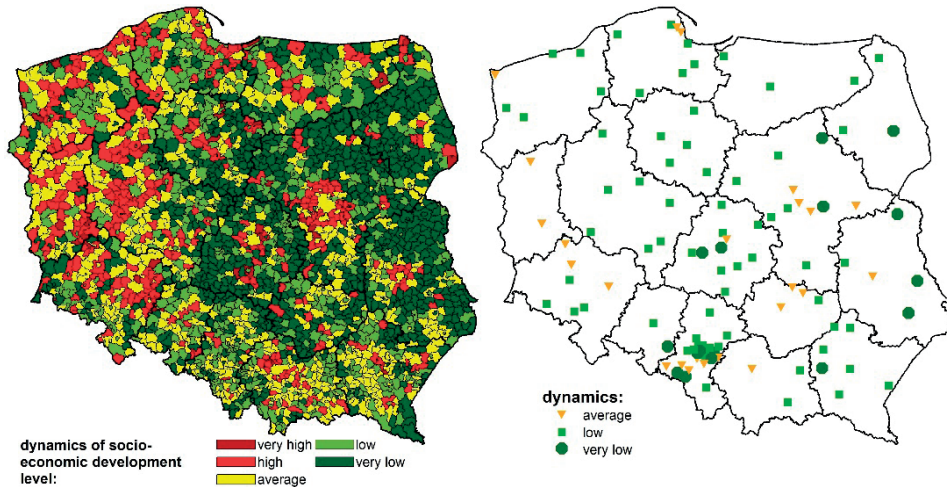 dynamics of socio-
economic development
level:
very high
high
average
low
very low
dynamics:
average
low
very low